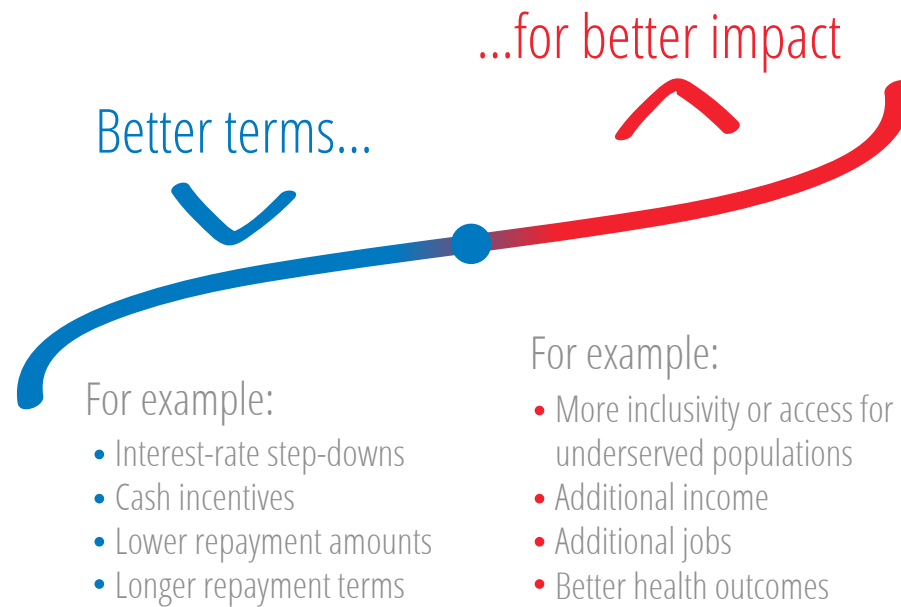 Better terms...
...for better impact
For example:
• Interest-rate step-downs
• Cash incentives
• Lower repayment amounts
• Longer repayment terms
For example:
• More inclusivity or access for
underserved populations
• Additional income
• Additional jobs
• Better health outcomes